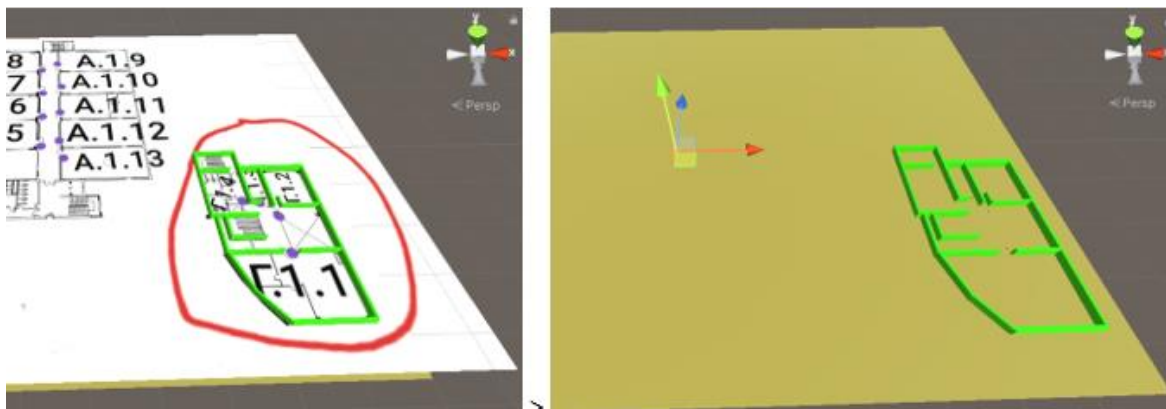 y
x
8 А.1.9
7 А.1.10
6 А.1.11
5 А.1.12
А.1.13
< Persp
Г.1.2
Г.1.1
>
y
x
< Persp